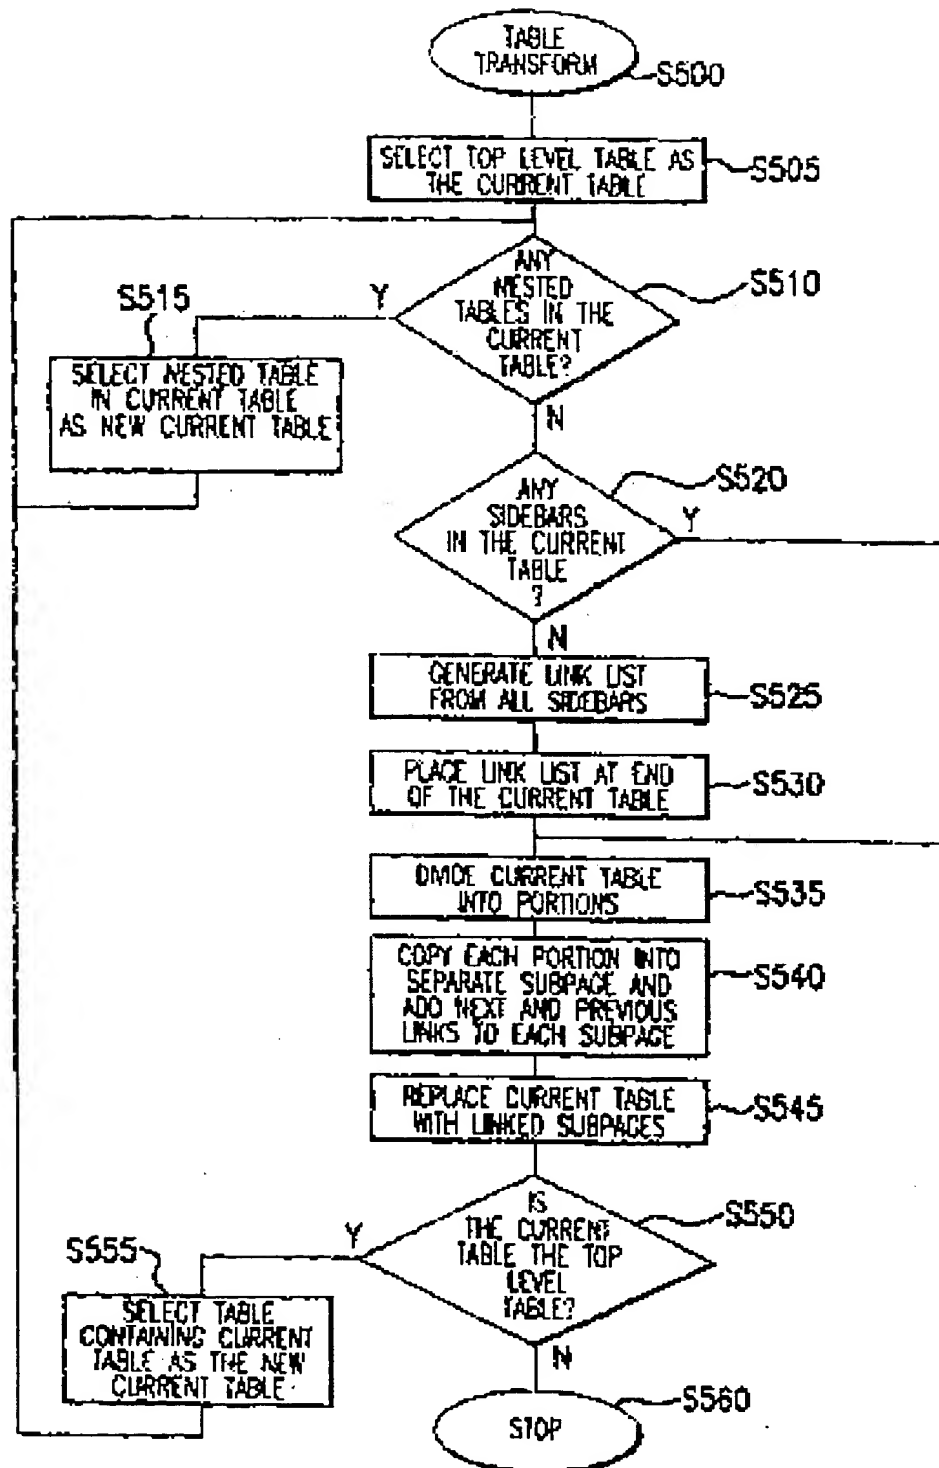 TABLE
TRANSFORM
S500
SELECT TOP LEVEL TABLE AS
THE CURRENT TABLE
S505
ANY
NESTED
TABLES IN THE
CURRENT
TABLE?
S510
Y
S515
SELECT NESTED TABLE
IN CURRENT TABLE
AS NEW CURRENT TABLE
N
ANY
SIDEBARS
IN THE CURRENT
TABLE
?
S520
Y
N
GENERATE LINK LIST
FROM ALL SIDEBARS
S525
PLACE LINK LIST AT END
OF THE CURRENT TABLE
S530
DIVIDE CURRENT TABLE
INTO PORTIONS
S535
COPY EACH PORTION INTO
SEPARATE SUBPAGE AND
ADD NEXT AND PREVIOUS
LINKS TO EACH SUBPAGE
S540
REPLACE CURRENT TABLE
WITH LINKED SUBPAGES
S545
IS
THE CURRENT
TABLE THE TOP
LEVEL
TABLE?
S550
Y
S555
SELECT TABLE
CONTAINING CURRENT
TABLE AS THE NEW
CURRENT TABLE
N
STOP
S560